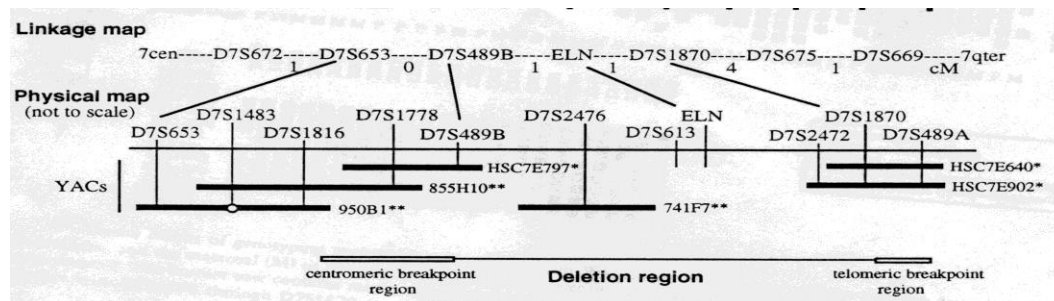 Linkage map
7cen-----D7S672-----D7S653-----D7S489B-----ELN-----D7S1870-----D7S675-----D7S669-----7qter
1 0 1 1 4 1 cM
Physical map
(not to scale)
D7S1483 D7S1778 D7S2476 ELN D7S1870
D7S653 D7S1816 D7S489B D7S613 D7S2472 D7S489A
HSC7E797* HSC7E640*
YACs 855H10** HSC7E902*
950B1** 741F7**
centromeric breakpoint Deletion region telomeric breakpoint
region region